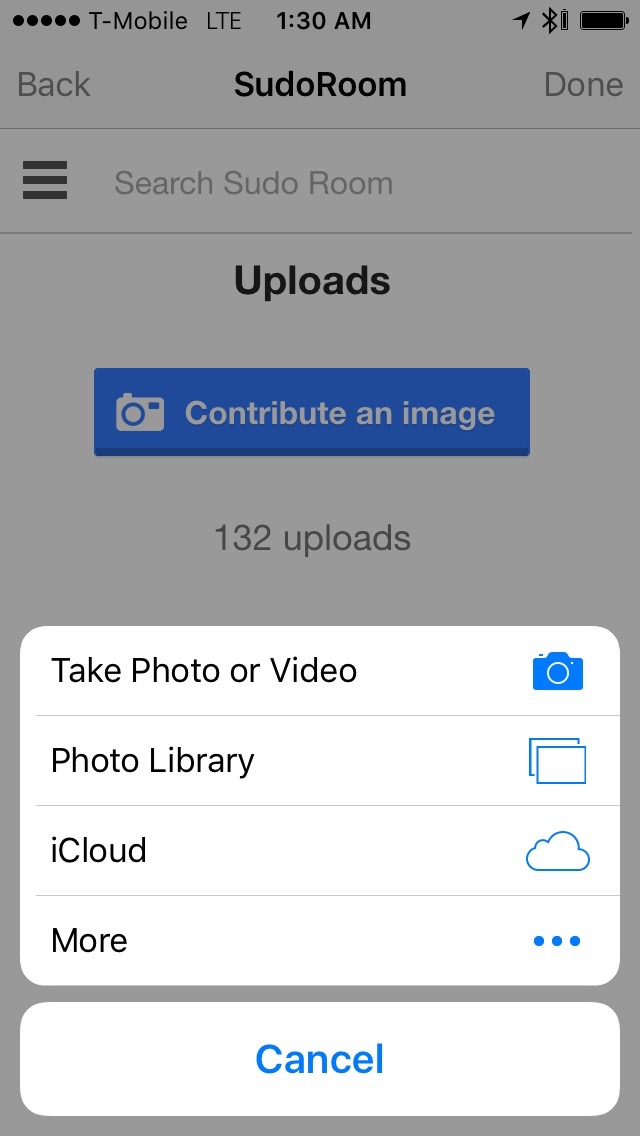 T-Mobile LTE 1:30 AM
Back SudoRoom Done
Search Sudo Room
Uploads
Contribute an image
132 uploads
Take Photo or Video
Photo Library
iCloud
More
Cancel